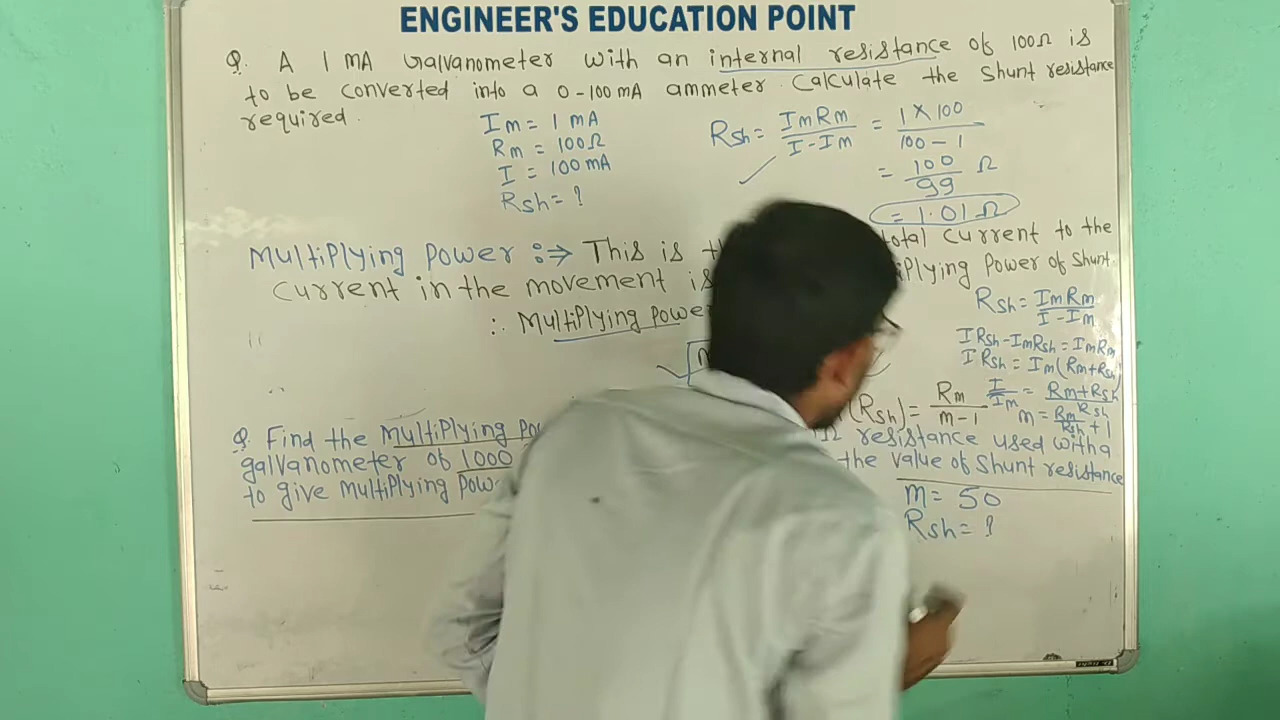 ENGINEER'S EDUCATION POINT
Q. A 1 mA Galvanometer with an internal resistance of 100Ω is
to be converted into a 0-100 mA ammeter. Calculate the Shunt resistance
required.
Im = 1 mA
Rm = 100Ω
I = 100 mA
Rsh = ?
Rsh = ImRm / I-Im = 1×100 / 100-1
= 100/99 Ω
= 1.01 Ω
Multiplying Power :⇒ This is total current to the
current in the movement is Power of Shunt
∴ Multiplying Power
Rsh = ImRm / I-Im
IRsh-ImRsh = ImRm
IRsh = Im(Rm+Rsh)
I/Im = Rm+Rsh / Rsh
m = Rm/Rsh + 1
(Rsh) = Rm / m-1
Q. Find the Multiplying Ω resistance used with a
galvanometer of 1000 the value of Shunt resistance
to give Multiplying
m = 50
Rsh = ?